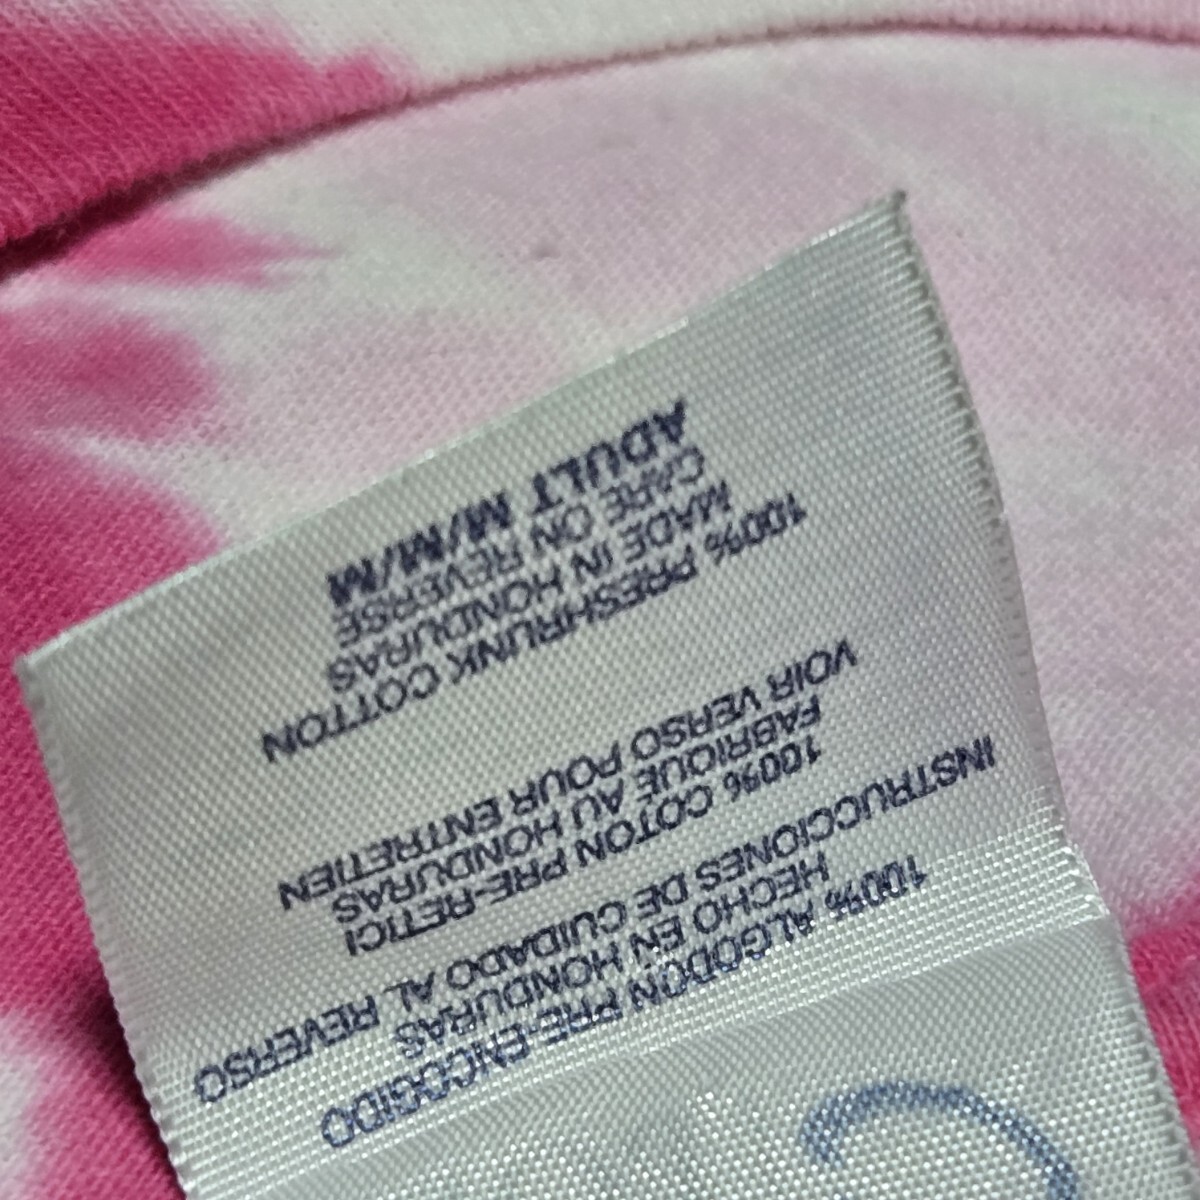 100% ALGODON PRE-ENCOGIDO
HECHO EN HONDURAS
INSTRUCCIONES DE CUIDADO AL REVERSO
100% COTON PRE-RETICI
FABRIQUE AU HONDURAS
VOIR VERSO POUR ENTRETIEN
100% PRESHRUNK COTTON
MADE IN HONDURAS
CARE ON REVERSE
ADULT M/M/M